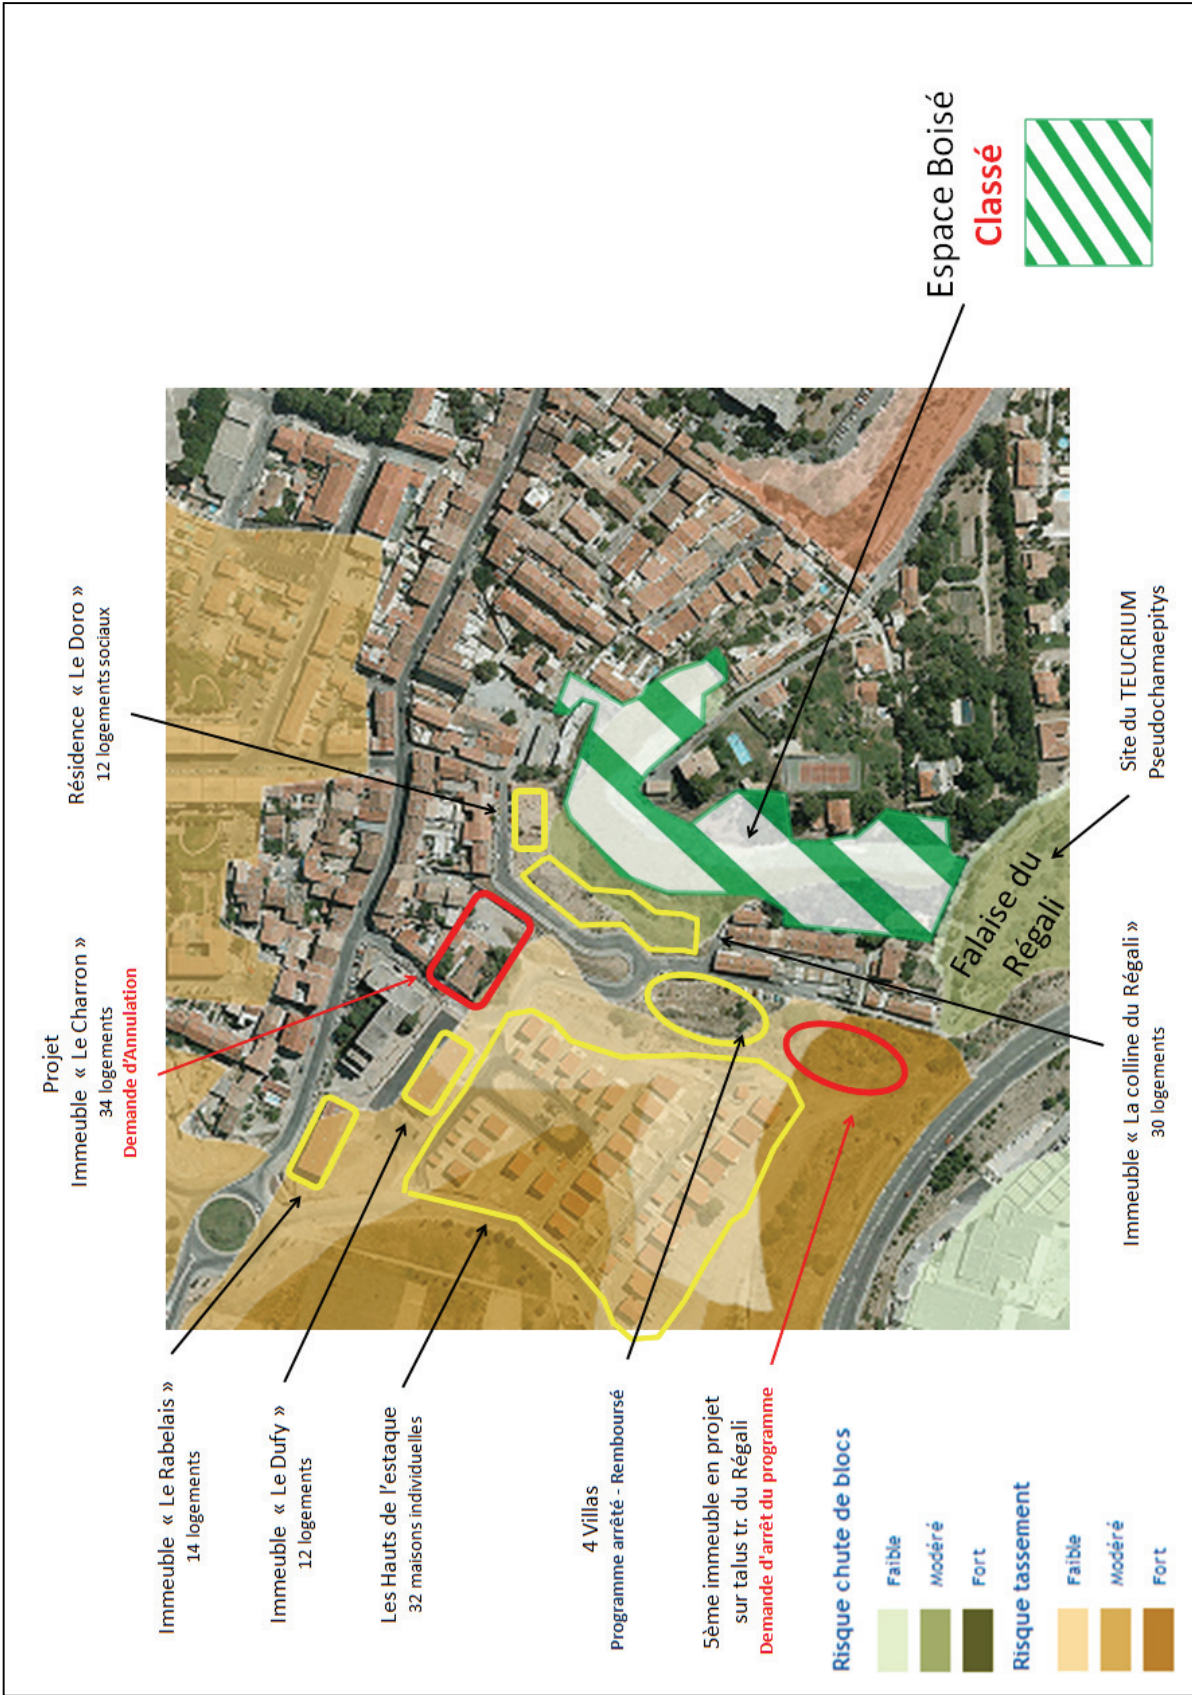 Projet
Immeuble « Le Charron »
34 logements
Demande d'Annulation
Résidence « Le Doro »
12 logements sociaux
Espace Boisé
Classé
Immeuble « Le Rabelais »
14 logements
Immeuble « Le Dufy »
12 logements
Les Hauts de l'estaque
32 maisons individuelles
4 Villas
Programme arrêté - Remboursé
5ème immeuble en projet
sur talus tr. du Régali
Demande d'arrêt du programme
Falaise du
Régali
Site du TEUCRIUM
Pseudochamaepitys
Immeuble « La colline du Régali »
30 logements
Risque chute de blocs
Faible
Modéré
Fort
Risque tassement
Faible
Modéré
Fort